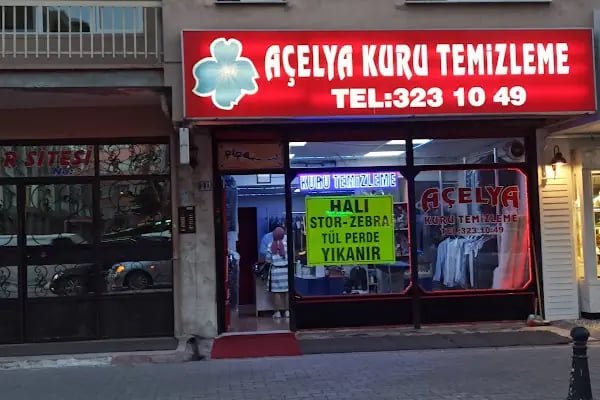 AÇELYA KURU TEMİZLEME
TEL:323 10 49
R SİTESİ
KURU TEMİZLEME
HALI
STOR-ZEBRA
TÜL PERDE
YIKANIR
AÇELYA
KURU TEMİZLEME
TEL:323 10 49